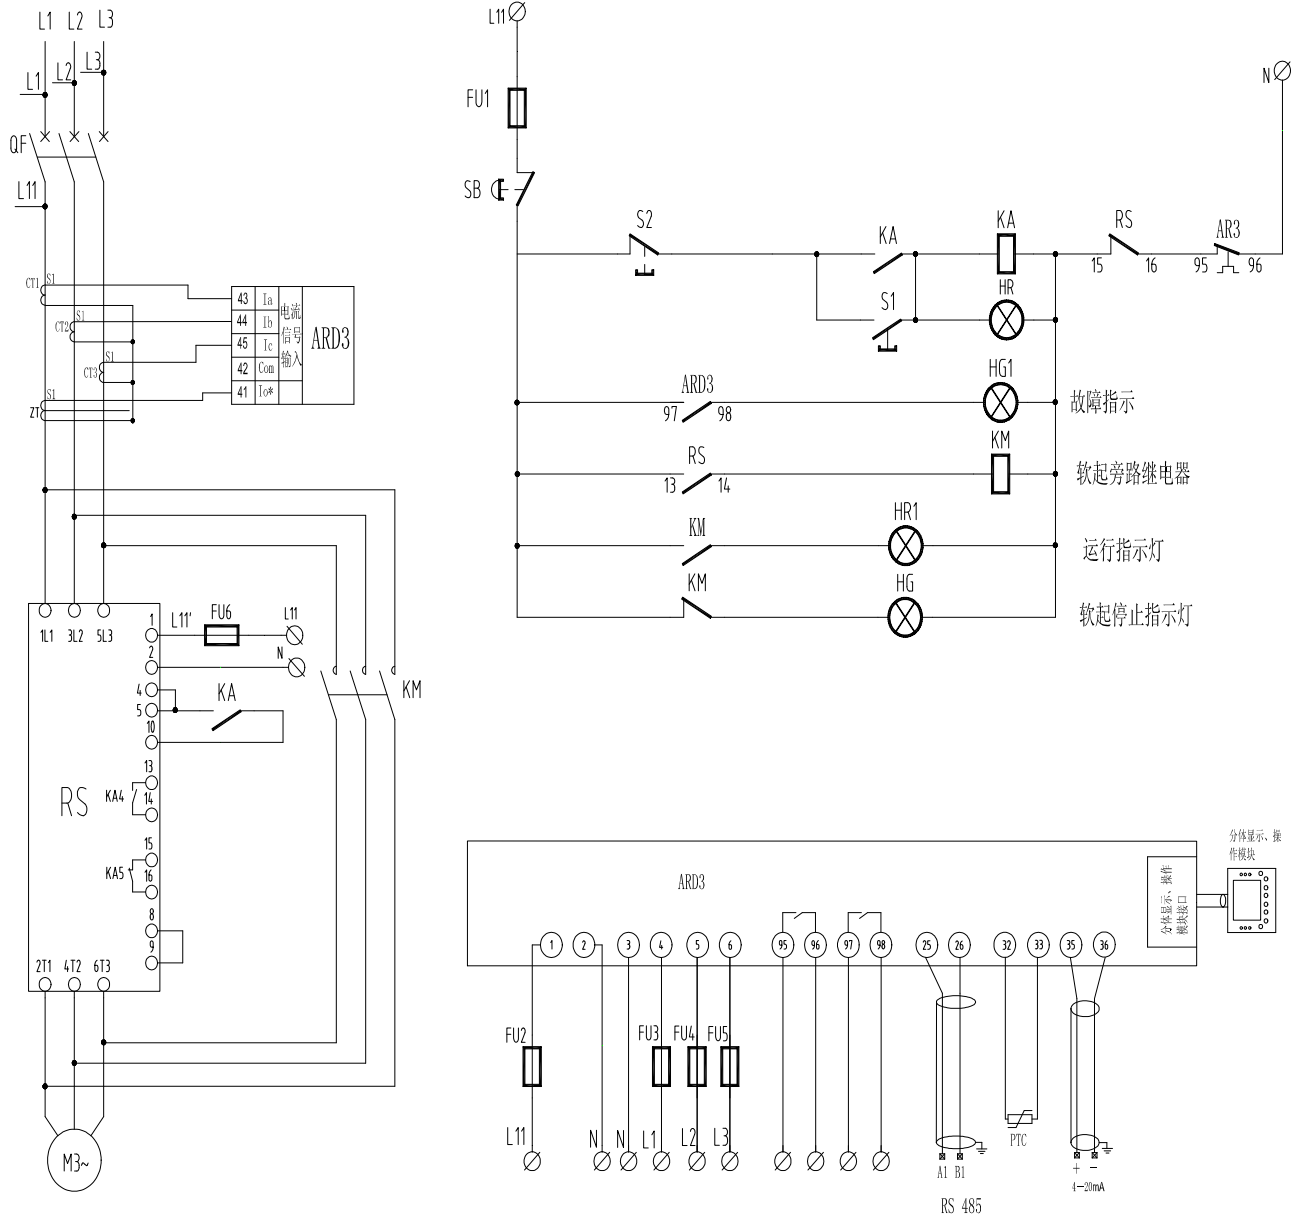 L1 L2 L3
L1 L2 L3
QF
L11
CT1 S1
CT2 S1
CT3 S1
ZT S1
43 Ia
44 Ib
45 Ic
42 Com
41 Io*
电流
信号
输入
ARD3
1L1 3L2 5L3
1 L11' FU6 L11
2 N
4
5 KA
10
KM
13
KA4 14
RS
15
KA5 16
8
9
2T1 4T2 6T3
M3~
L11
N
FU1
SB
S2 KA KA RS AR3
15 16 95 96
S1 HR
ARD3 HG1
97 98 故障指示
RS KM
13 14 软起旁路继电器
KM HR1
运行指示灯
KM HG
软起停止指示灯
ARD3
分体显示、操作
模块接口
分体显示、操
作模块
1 2 3 4 5 6 95 96 97 98 25 26 32 33 35 36
FU2 FU3 FU4 FU5
L11 N N L1 L2 L3
PTC
A1 B1
RS 485
+ −
4—20mA